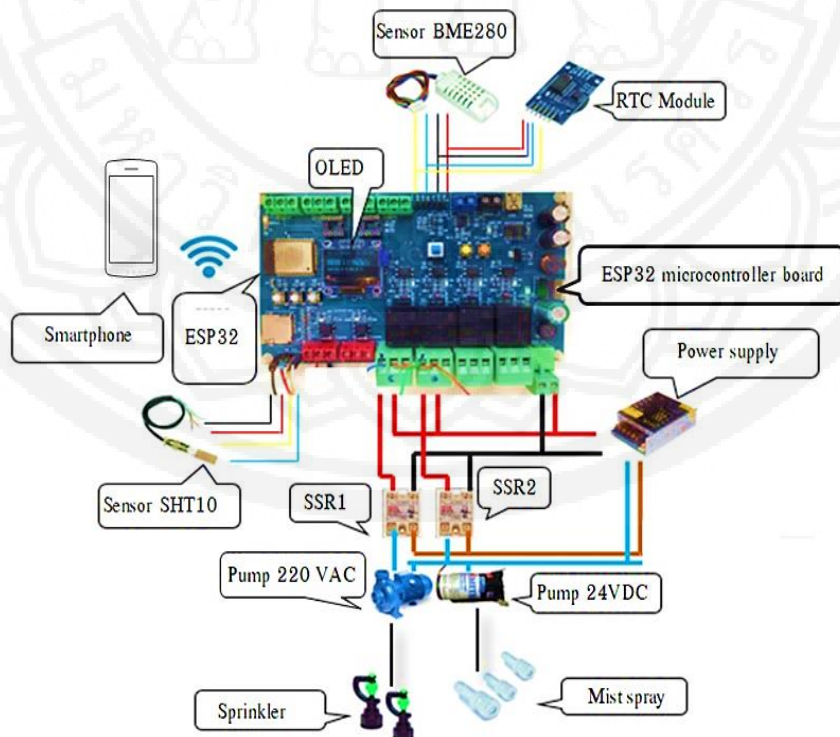 Sensor BME280
RTC Module
OLED
ESP32 microcontroller board
Smartphone
ESP32
Power supply
Sensor SHT10
SSR1
SSR2
Pump 220 VAC
Pump 24VDC
Sprinkler
Mist spray